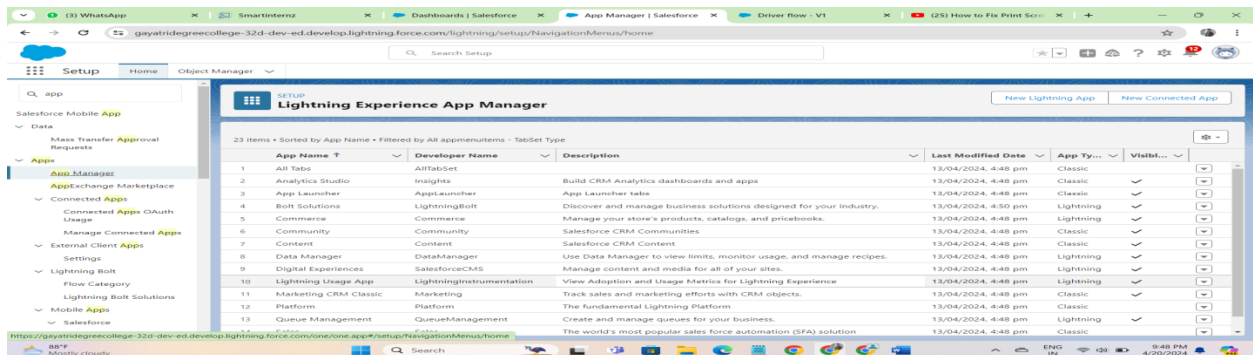 (3) WhatsApp
Smartinternz
Dashboards | Salesforce
App Manager | Salesforce
Driver flow - V1
(25) How to Fix Print Scre
gayatridegreecollege-32d-dev-ed.develop.lightning.force.com/lightning/setup/NavigationMenus/home
Search Setup
12
Setup Home Object Manager
app
Salesforce Mobile App
Data
Mass Transfer Approval
Requests
Apps
App Manager
AppExchange Marketplace
Connected Apps
Connected Apps OAuth
Usage
Manage Connected Apps
External Client Apps
Settings
Lightning Bolt
Flow Category
Lightning Bolt Solutions
Mobile Apps
Salesforce
SETUP
Lightning Experience App Manager
New Lightning App New Connected App
23 items • Sorted by App Name • Filtered by All appmenuitems - TabSet Type
App Name Developer Name Description Last Modified Date App Ty... Visibl...
1 All Tabs AllTabSet 13/04/2024, 4:48 pm Classic
2 Analytics Studio Insights Build CRM Analytics dashboards and apps 13/04/2024, 4:48 pm Classic
3 App Launcher AppLauncher App Launcher tabs 13/04/2024, 4:48 pm Classic
4 Bolt Solutions LightningBolt Discover and manage business solutions designed for your industry. 13/04/2024, 4:50 pm Lightning
5 Commerce Commerce Manage your store's products, catalogs, and pricebooks. 13/04/2024, 4:48 pm Lightning
6 Community Community Salesforce CRM Communities 13/04/2024, 4:48 pm Classic
7 Content Content Salesforce CRM Content 13/04/2024, 4:48 pm Classic
8 Data Manager DataManager Use Data Manager to view limits, monitor usage, and manage recipes. 13/04/2024, 4:48 pm Lightning
9 Digital Experiences SalesforceCMS Manage content and media for all of your sites. 13/04/2024, 4:48 pm Lightning
10 Lightning Usage App LightningInstrumentation View Adoption and Usage Metrics for Lightning Experience 13/04/2024, 4:48 pm Lightning
11 Marketing CRM Classic Marketing Track sales and marketing efforts with CRM objects. 13/04/2024, 4:48 pm Classic
12 Platform Platform The fundamental Lightning Platform 13/04/2024, 4:48 pm Classic
13 Queue Management QueueManagement Create and manage queues for your business. 13/04/2024, 4:48 pm Lightning
The world's most popular sales force automation (SFA) solution 13/04/2024, 4:48 pm Classic
https://gayatridegreecollege-32d-dev-ed.develop.lightning.force.com/one/one.app#/setup/NavigationMenus/home
88°F
Mostly cloudy
Search
ENG
IN
9:48 PM
4/20/2024